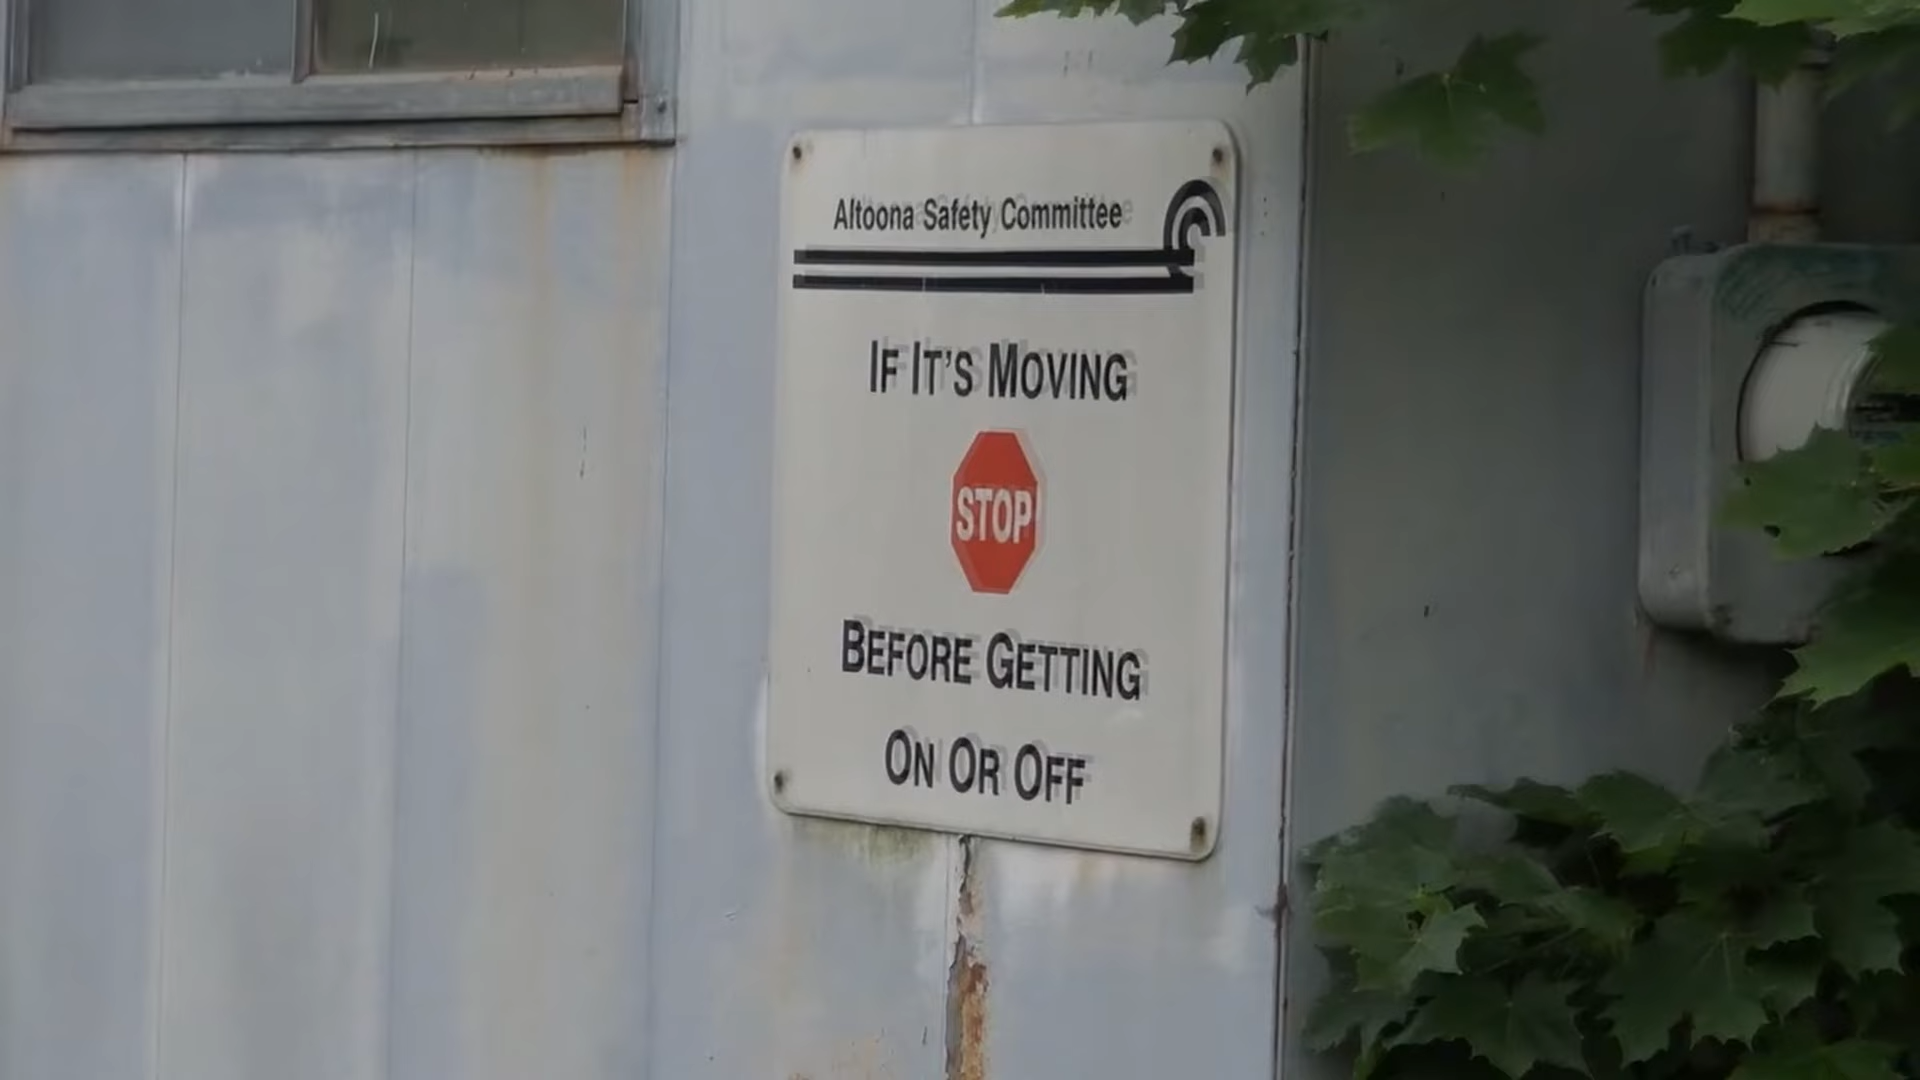 Altoona Safety Committee
IF IT'S MOVING
STOP
BEFORE GETTING
ON OR OFF